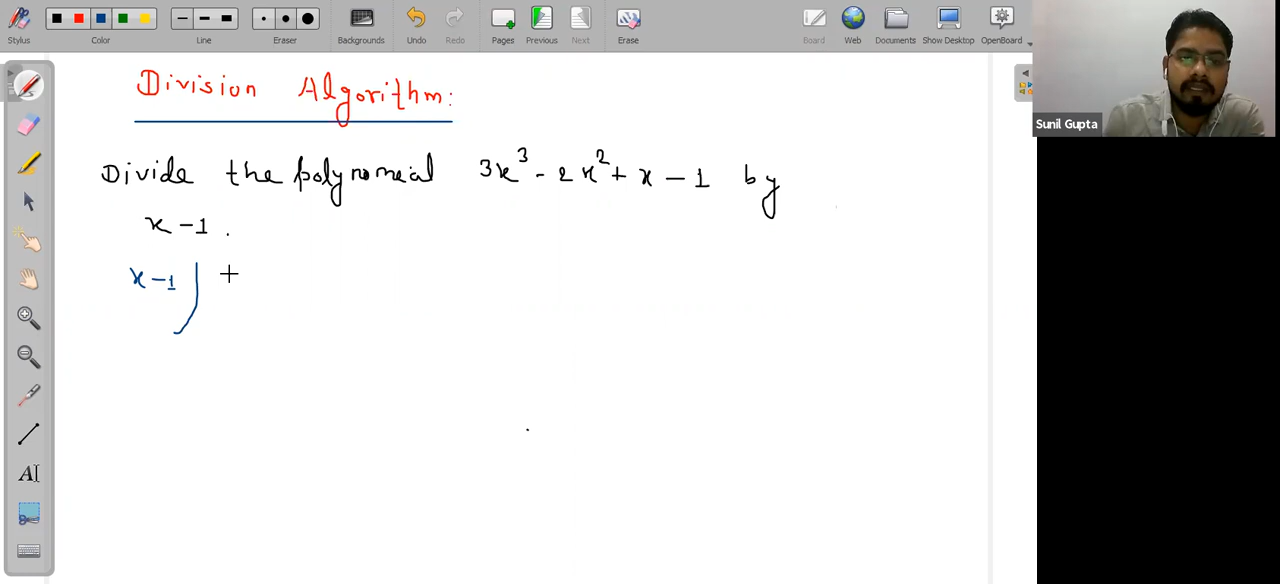 Stylus Color Line Eraser Backgrounds Undo Redo Pages Previous Next Erase Board Web Documents Show Desktop OpenBoard
Sunil Gupta
Division Algorithm:
Divide the polynomial 3x³ - 2x² + x - 1 by
x - 1 .
x - 1 )